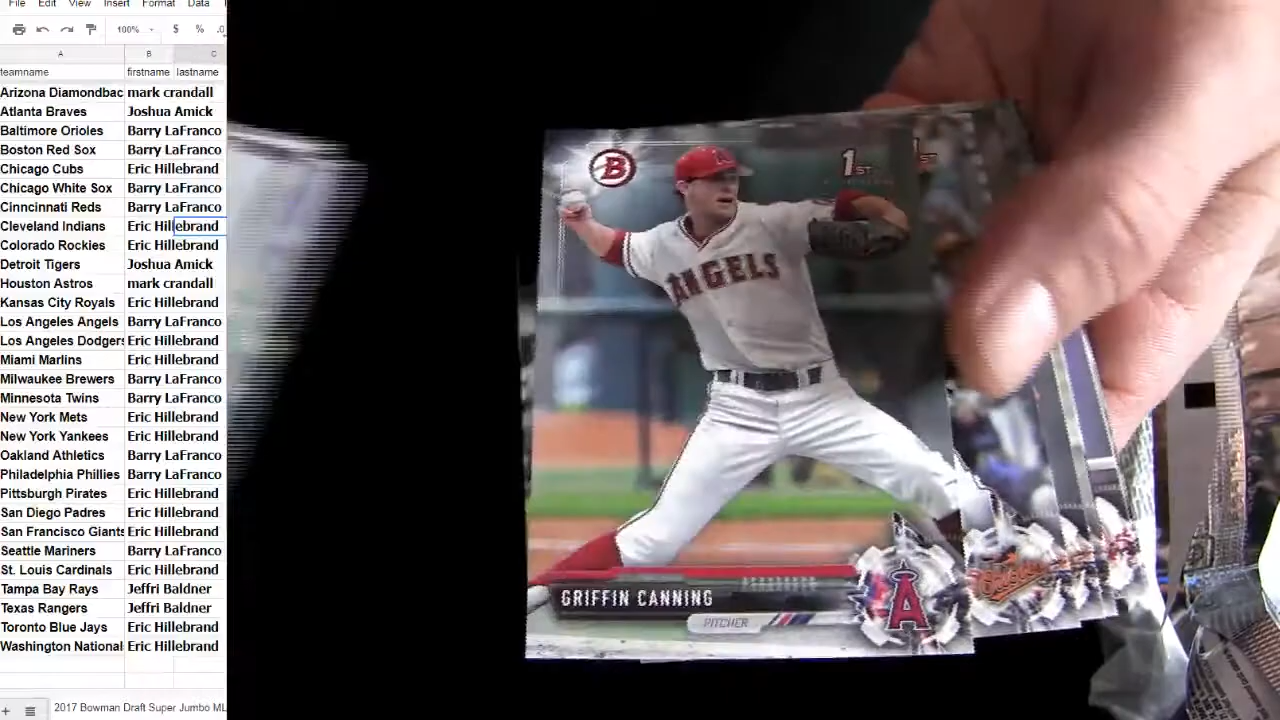 File Edit View Insert Format Data
100% $ % .0
A B C
teamname firstname lastname
Arizona Diamondbac mark crandall
Atlanta Braves Joshua Amick
Baltimore Orioles Barry LaFranco
Boston Red Sox Barry LaFranco
Chicago Cubs Eric Hillebrand
Chicago White Sox Barry LaFranco
Cinncinnati Reds Barry LaFranco
Cleveland Indians Eric Hillebrand
Colorado Rockies Eric Hillebrand
Detroit Tigers Joshua Amick
Houston Astros mark crandall
Kansas City Royals Eric Hillebrand
Los Angeles Angels Barry LaFranco
Los Angeles Dodgers Eric Hillebrand
Miami Marlins Eric Hillebrand
Milwaukee Brewers Barry LaFranco
Minnesota Twins Barry LaFranco
New York Mets Eric Hillebrand
New York Yankees Eric Hillebrand
Oakland Athletics Barry LaFranco
Philadelphia Phillies Barry LaFranco
Pittsburgh Pirates Eric Hillebrand
San Diego Padres Eric Hillebrand
San Francisco Giants Eric Hillebrand
Seattle Mariners Barry LaFranco
St. Louis Cardinals Eric Hillebrand
Tampa Bay Rays Jeffri Baldner
Texas Rangers Jeffri Baldner
Toronto Blue Jays Eric Hillebrand
Washington National Eric Hillebrand
2017 Bowman Draft Super Jumbo ML
B
1ST
1ST
ANGELS
GRIFFIN CANNING
PITCHER
A
Orioles